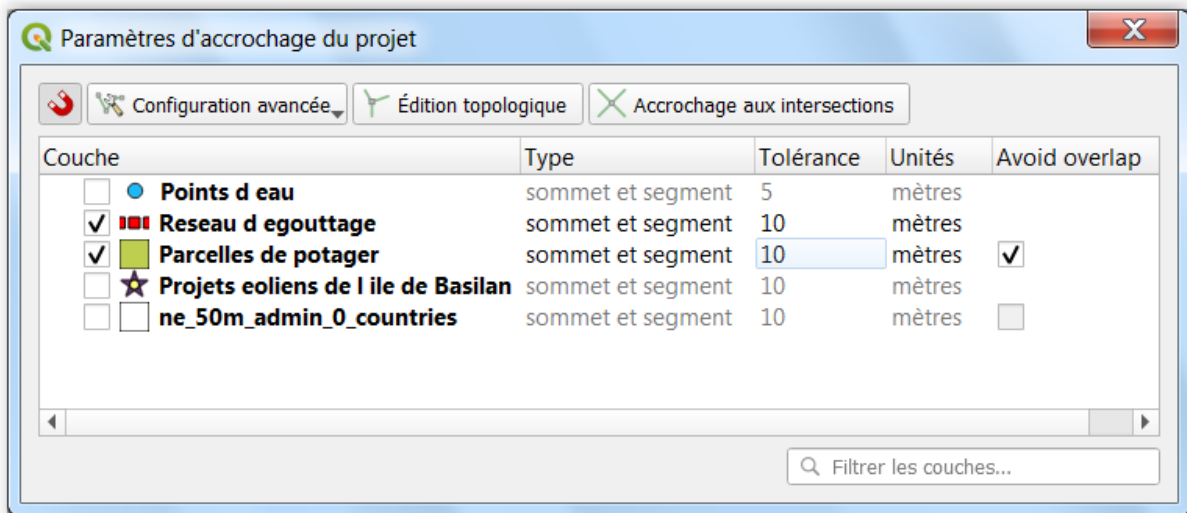 Paramètres d'accrochage du projet
Configuration avancée Édition topologique Accrochage aux intersections
Couche Type Tolérance Unités Avoid overlap
Points d eau sommet et segment 5 mètres
Reseau d egouttage sommet et segment 10 mètres
Parcelles de potager sommet et segment 10 mètres
Projets eoliens de l ile de Basilan sommet et segment 10 mètres
ne_50m_admin_0_countries sommet et segment 10 mètres
Filtrer les couches...